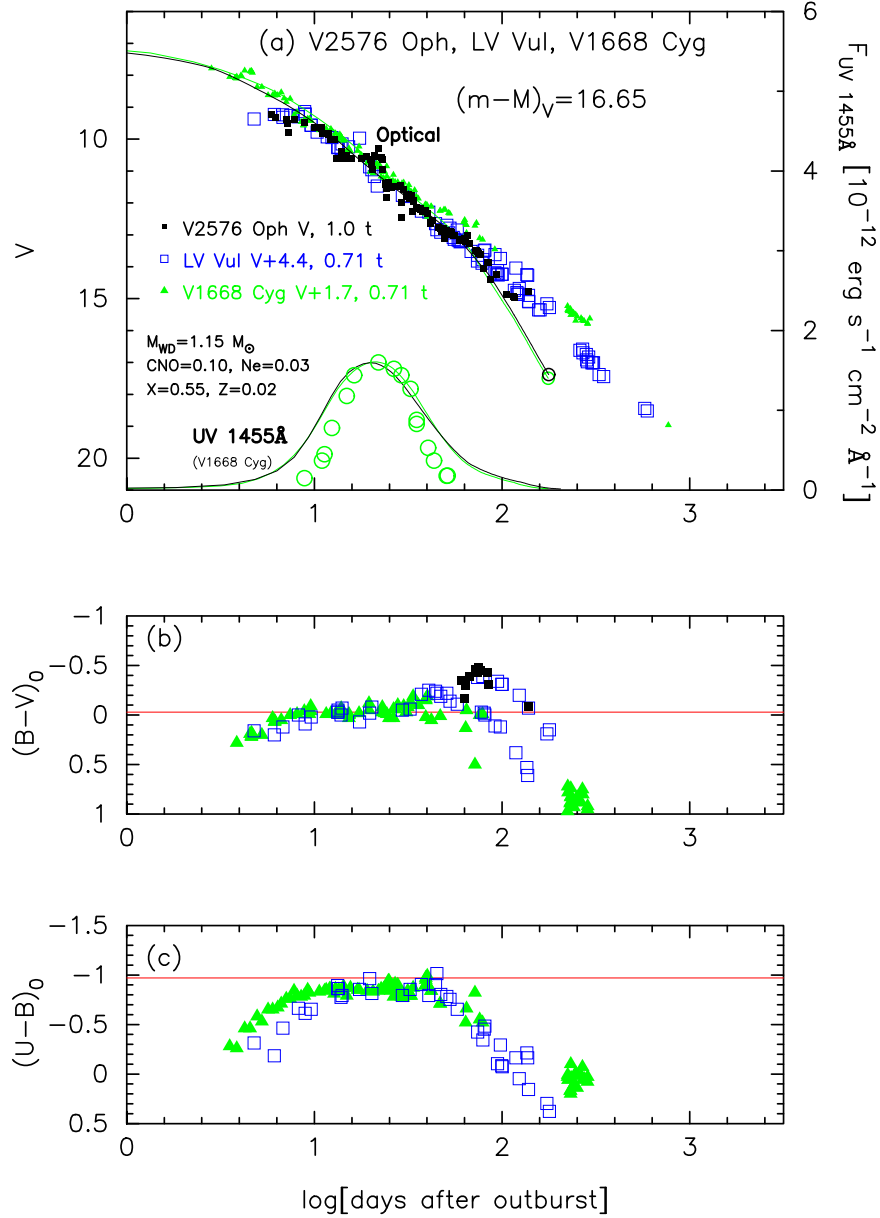 (a) V2576 Oph, LV Vul, V1668 Cyg
(m−M)V=16.65
Optical
V2576 Oph V, 1.0 t
LV Vul V+4.4, 0.71 t
V1668 Cyg V+1.7, 0.71 t
MWD=1.15 M⊙
CNO=0.10, Ne=0.03
X=0.55, Z=0.02
UV 1455Å
(V1668 Cyg)
V
10
15
20
0
1
2
3
6
4
2
0
FUV 1455Å [10−12 erg s−1 cm−2 Å−1]
(b)
(B−V)0
−1
−0.5
0
0.5
1
0
1
2
3
(c)
(U−B)0
−1.5
−1
−0.5
0
0.5
0
1
2
3
log[days after outburst]